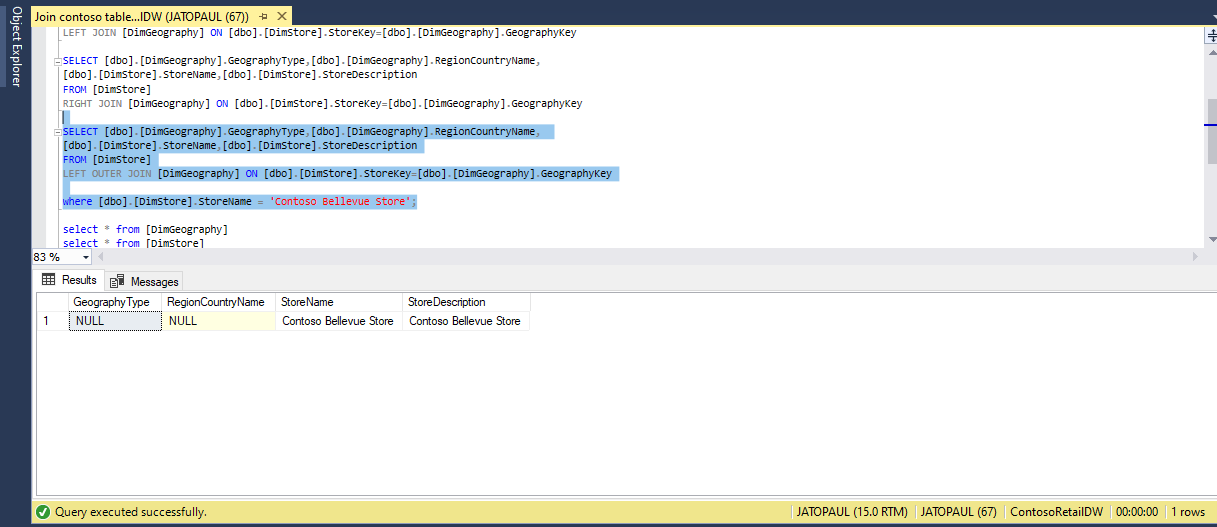 Object Explorer
Join contoso table...IDW (JATOPAUL (67))
LEFT JOIN [DimGeography] ON [dbo].[DimStore].StoreKey=[dbo].[DimGeography].GeographyKey
SELECT [dbo].[DimGeography].GeographyType,[dbo].[DimGeography].RegionCountryName,
[dbo].[DimStore].StoreName,[dbo].[DimStore].StoreDescription
FROM [DimStore]
RIGHT JOIN [DimGeography] ON [dbo].[DimStore].StoreKey=[dbo].[DimGeography].GeographyKey
SELECT [dbo].[DimGeography].GeographyType,[dbo].[DimGeography].RegionCountryName,
[dbo].[DimStore].StoreName,[dbo].[DimStore].StoreDescription
FROM [DimStore]
LEFT OUTER JOIN [DimGeography] ON [dbo].[DimStore].StoreKey=[dbo].[DimGeography].GeographyKey
where [dbo].[DimStore].StoreName = 'Contoso Bellevue Store';
select * from [DimGeography]
select * from [DimStore]
83 %
Results Messages
GeographyType RegionCountryName StoreName StoreDescription
1 NULL NULL Contoso Bellevue Store Contoso Bellevue Store
Query executed successfully. JATOPAUL (15.0 RTM) JATOPAUL (67) ContosoRetailDW 00:00:00 1 rows